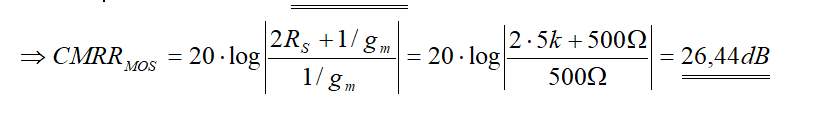 ⇒ CMRR_MOS = 20 · log|(2R_S + 1/g_m)/(1/g_m)| = 20 · log|(2 · 5k + 500Ω)/(500Ω)| = 26,44dB